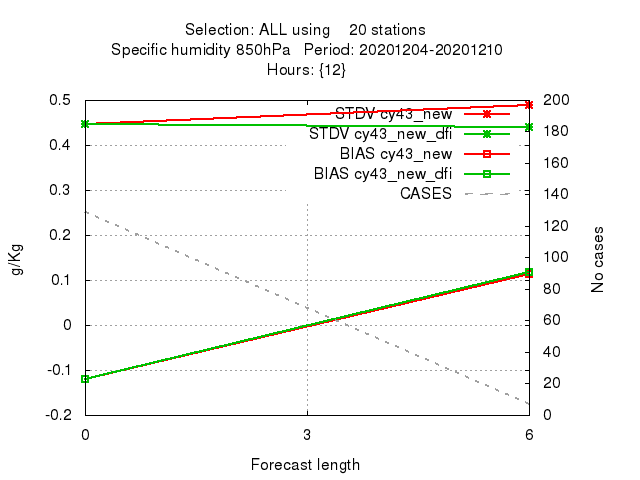 Selection: ALL using    20 stations
Specific humidity 850hPa   Period: 20201204-20201210
Hours: {12}
0.5
0.4
0.3
0.2
0.1
0
-0.1
-0.2
g/Kg
STDV cy43_new
STDV cy43_new_dfi
BIAS cy43_new
BIAS cy43_new_dfi
CASES
200
180
160
140
120
100
80
60
40
20
0
No cases
0 3 6
Forecast length